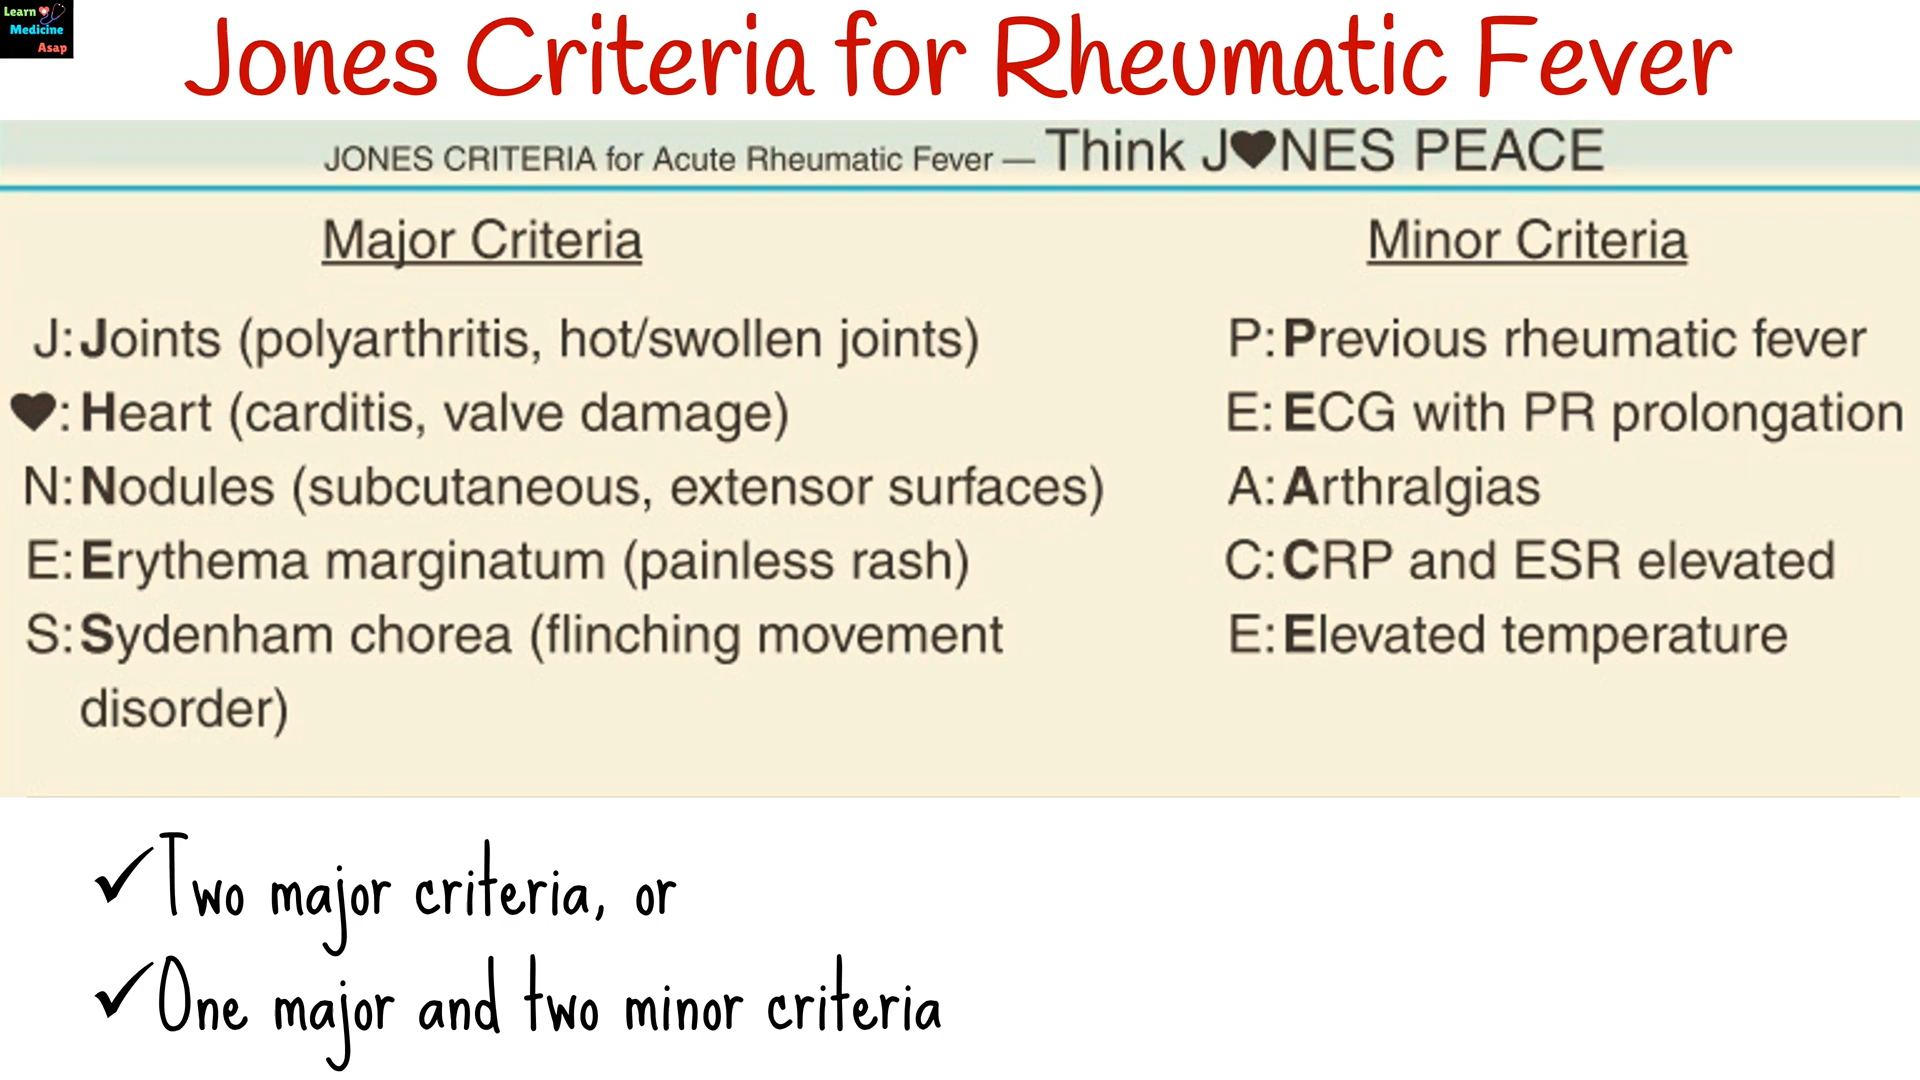 Learn
Medicine
Asap
Jones Criteria for Rheumatic Fever
JONES CRITERIA for Acute Rheumatic Fever — Think J♥NES PEACE
Major Criteria
J: Joints (polyarthritis, hot/swollen joints)
♥: Heart (carditis, valve damage)
N: Nodules (subcutaneous, extensor surfaces)
E: Erythema marginatum (painless rash)
S: Sydenham chorea (flinching movement
disorder)
Minor Criteria
P: Previous rheumatic fever
E: ECG with PR prolongation
A: Arthralgias
C: CRP and ESR elevated
E: Elevated temperature
✓Two major criteria, or
✓One major and two minor criteria